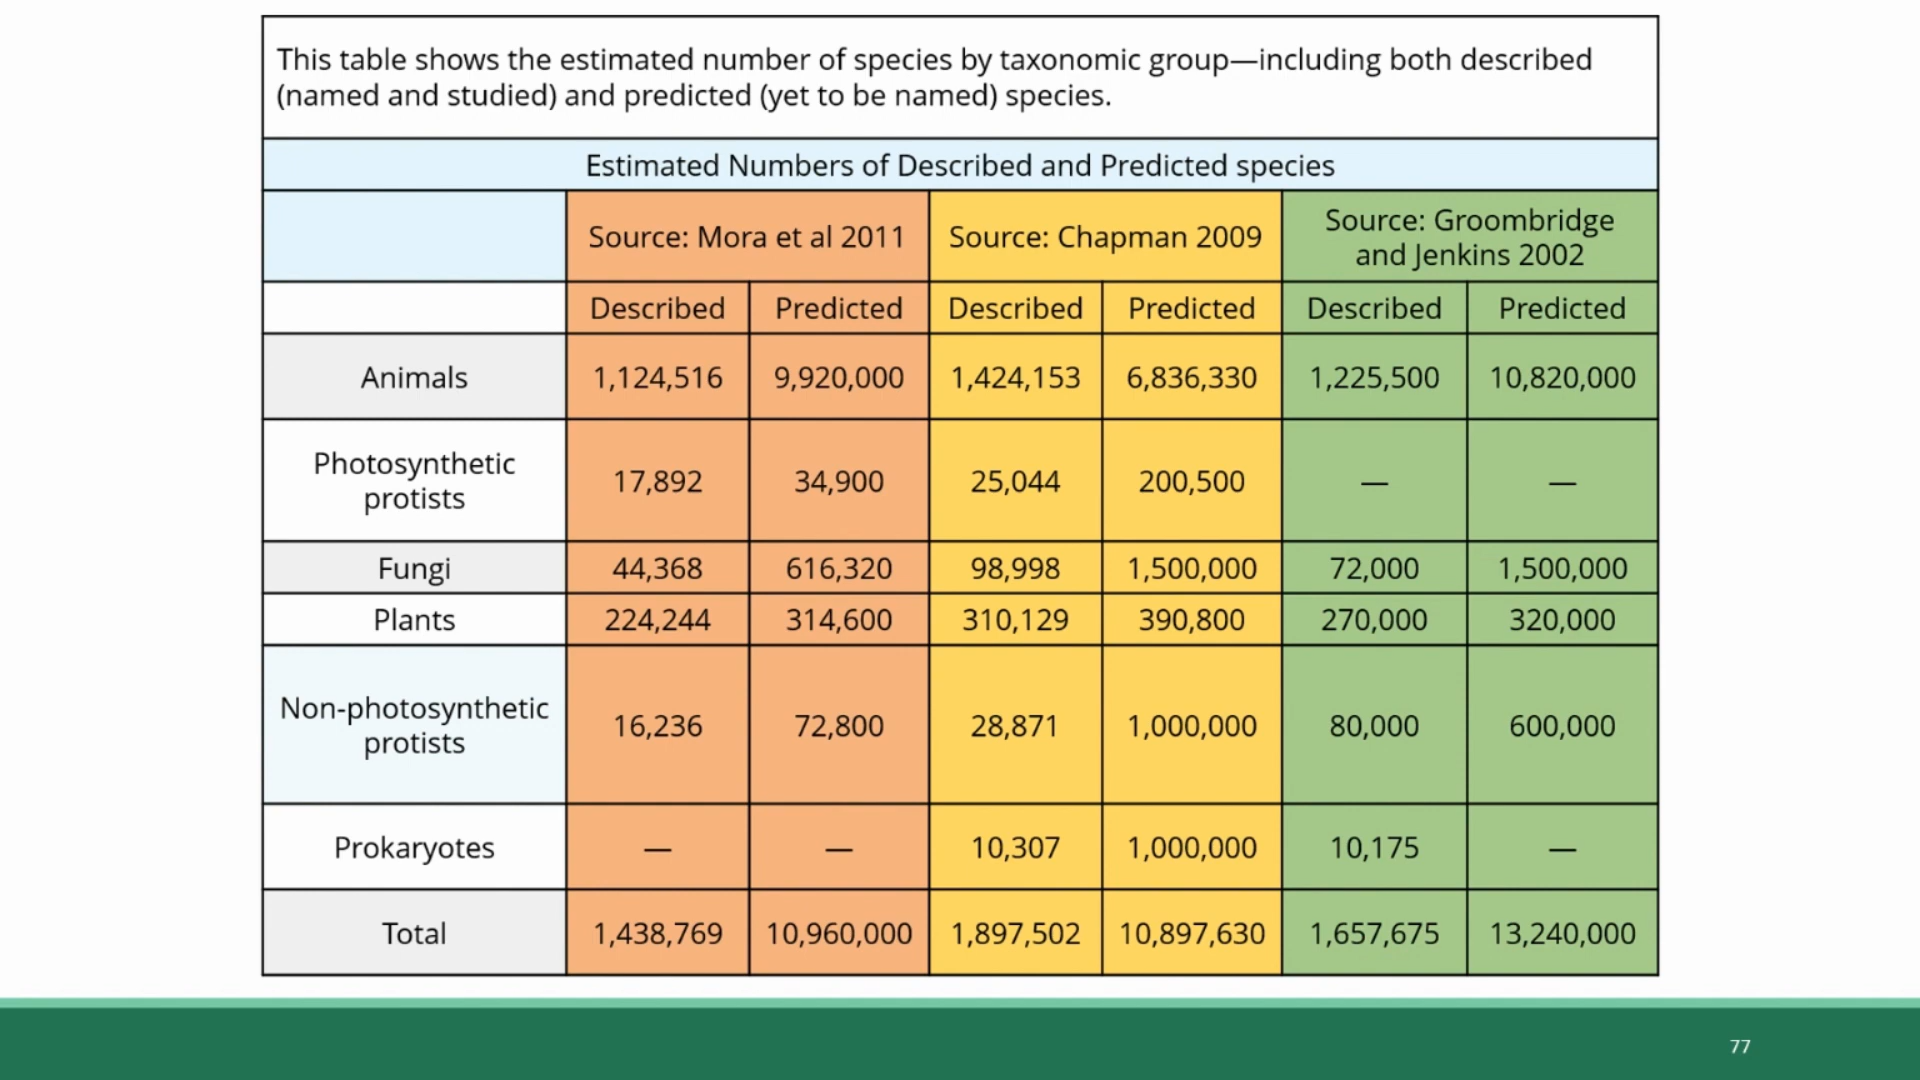 This table shows the estimated number of species by taxonomic group—including both described
(named and studied) and predicted (yet to be named) species.
Estimated Numbers of Described and Predicted species
Source: Mora et al 2011 Source: Chapman 2009 Source: Groombridge
and Jenkins 2002
Described Predicted Described Predicted Described Predicted
Animals 1,124,516 9,920,000 1,424,153 6,836,330 1,225,500 10,820,000
Photosynthetic
protists 17,892 34,900 25,044 200,500 — —
Fungi 44,368 616,320 98,998 1,500,000 72,000 1,500,000
Plants 224,244 314,600 310,129 390,800 270,000 320,000
Non-photosynthetic
protists 16,236 72,800 28,871 1,000,000 80,000 600,000
Prokaryotes — — 10,307 1,000,000 10,175 —
Total 1,438,769 10,960,000 1,897,502 10,897,630 1,657,675 13,240,000
77